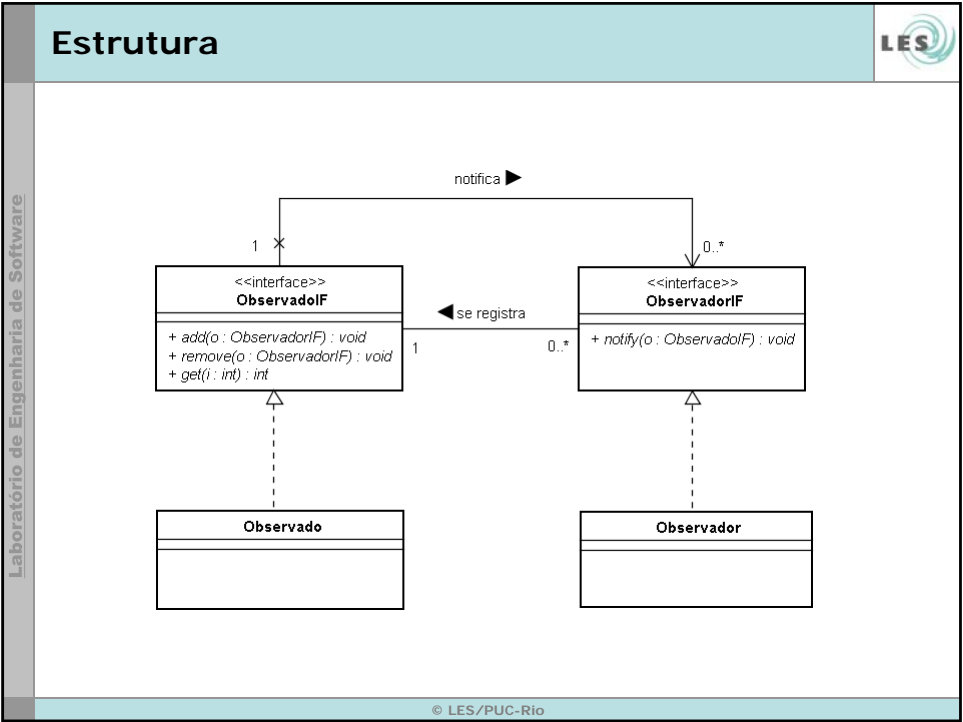 Estrutura
LES
Laboratório de Engenharia de Software
notifica ►
1
0..*
<<interface>>
ObservadoIF
+ add(o : ObservadorIF) : void
+ remove(o : ObservadorIF) : void
+ get(i : int) : int
◄ se registra
1
0..*
<<interface>>
ObservadorIF
+ notify(o : ObservadoIF) : void
Observado
Observador
© LES/PUC-Rio